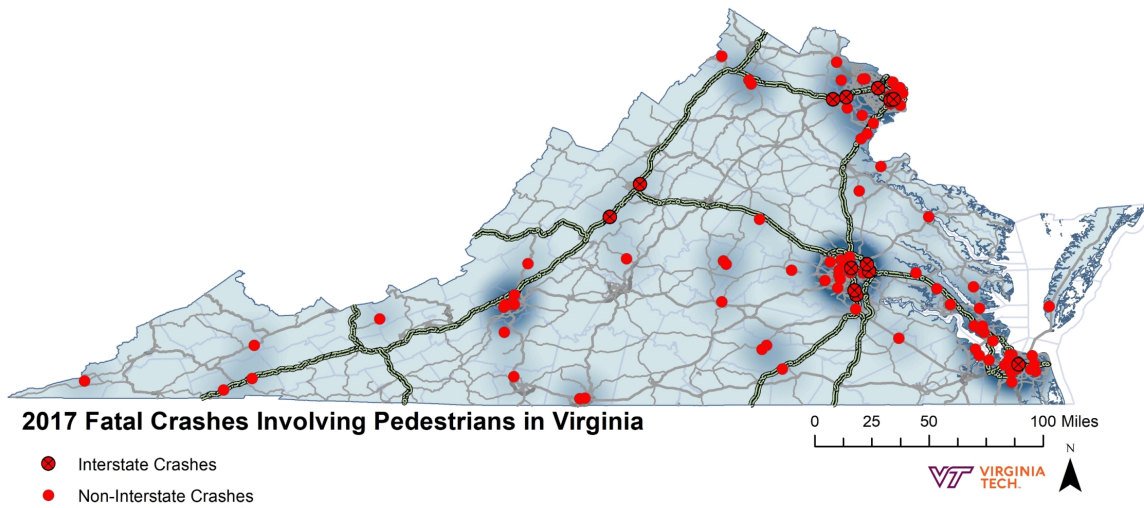 2017 Fatal Crashes Involving Pedestrians in Virginia
0 25 50 100 Miles
Interstate Crashes
Non-Interstate Crashes
N
VT VIRGINIA
TECH.